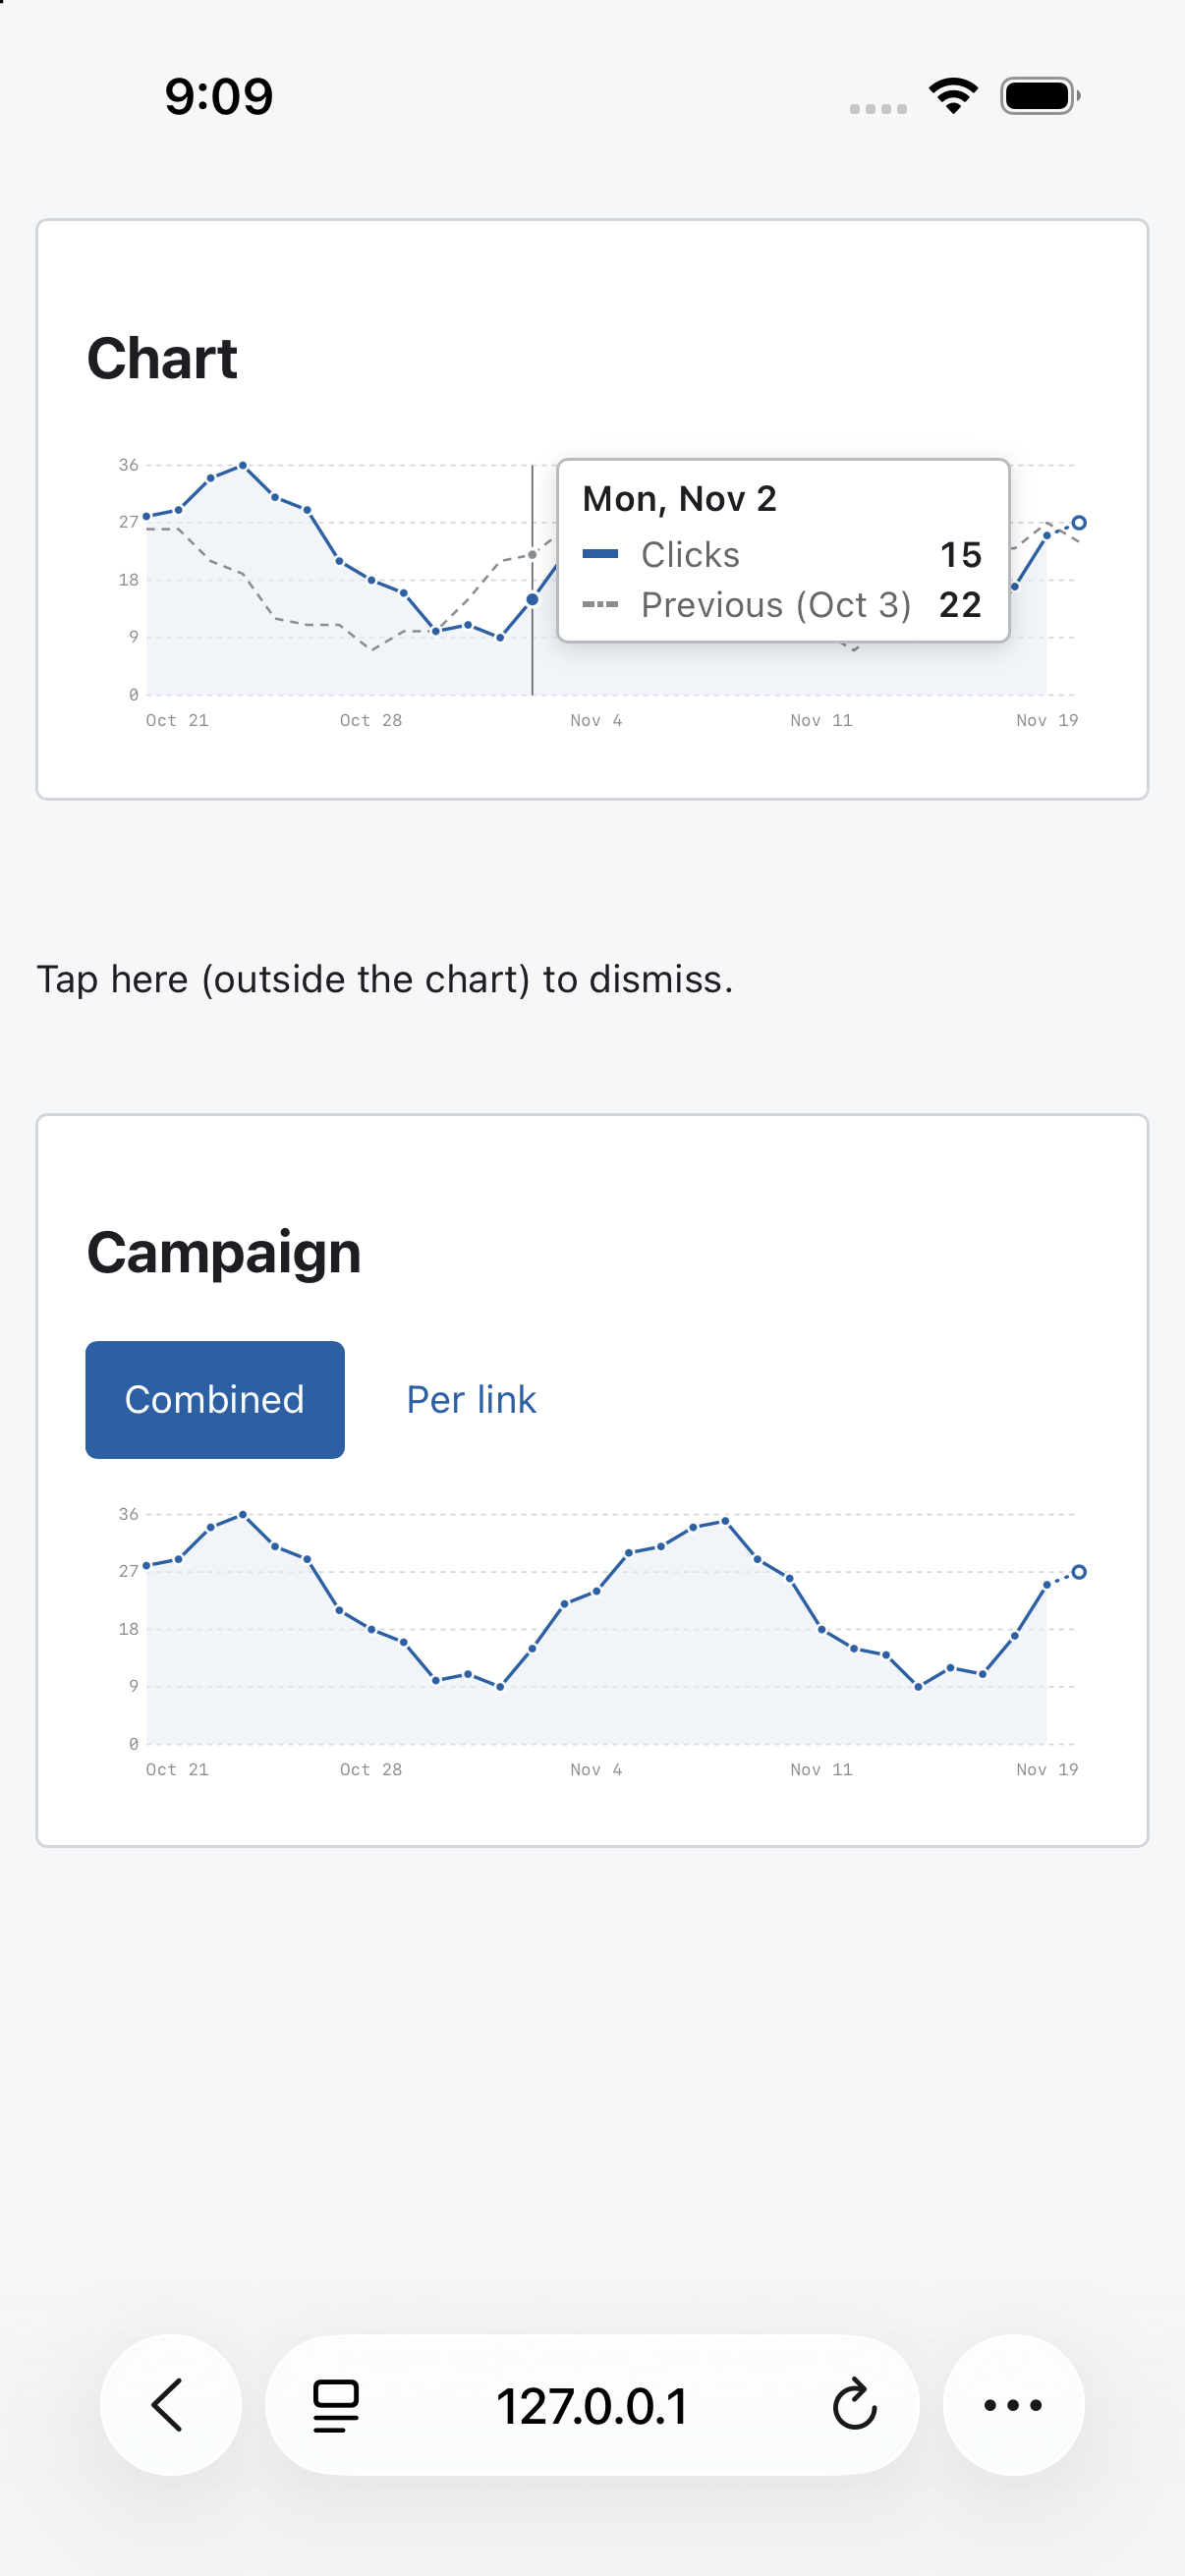 9:09
Chart
36
27
18
9
0
Mon, Nov 2
Clicks 15
Previous (Oct 3) 22
Oct 21 Oct 28 Nov 4 Nov 11 Nov 19
Tap here (outside the chart) to dismiss.
Campaign
Combined Per link
36
27
18
9
0
Oct 21 Oct 28 Nov 4 Nov 11 Nov 19
127.0.0.1